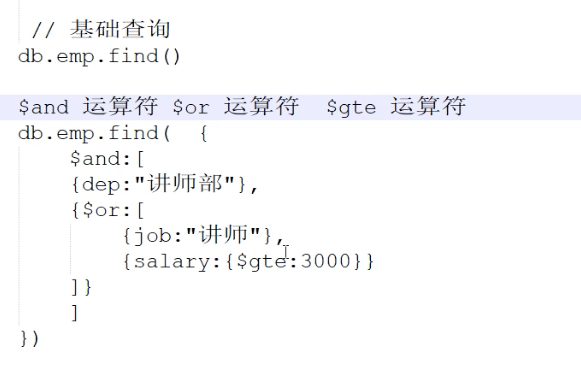 // 基础查询
db.emp.find()
$and 运算符 $or 运算符  $gte 运算符
db.emp.find(  {
    $and:[
    {dep:"讲师部"},
    {$or:[
        {job:"讲师"},
        {salary:{$gte:3000}}
    ]}
    ]
})